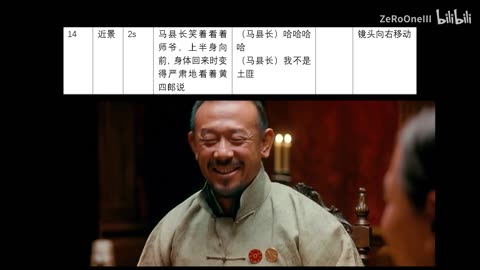 ZeRoOneIII bilibili
14
近景
2s
马县长笑着看着
师爷，上半身向
前，身体回来时变
得严肃地看着黄
四郎说
（马县长）哈哈哈
哈
（马县长）我不是
土匪
镜头向右移动